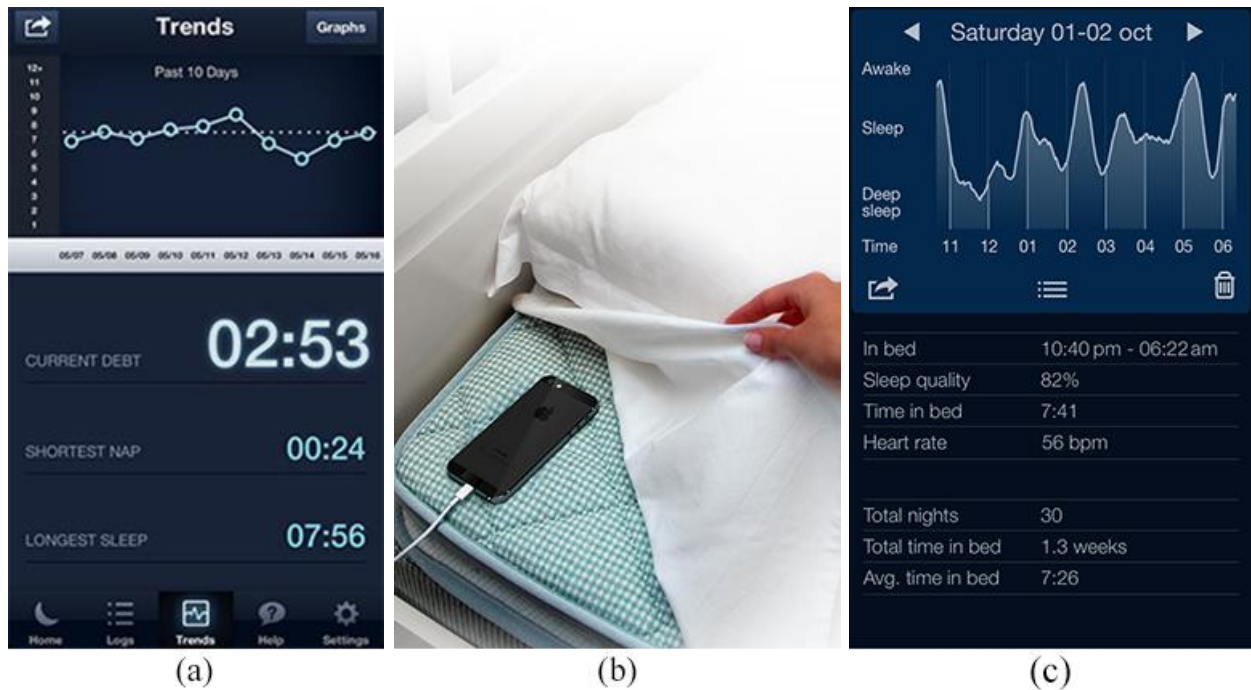 Trends
Graphs
Past 10 Days
12+
11
10
9
8
7
6
5
4
3
2
1
05/07 05/08 05/09 05/10 05/11 05/12 05/13 05/14 05/15 05/16
CURRENT DEBT 02:53
SHORTEST NAP 00:24
LONGEST SLEEP 07:56
Home Logs Trends Help Settings
(a)
(b)
Saturday 01-02 oct
Awake
Sleep
Deep
sleep
Time 11 12 01 02 03 04 05 06
In bed 10:40 pm - 06:22 am
Sleep quality 82%
Time in bed 7:41
Heart rate 56 bpm
Total nights 30
Total time in bed 1.3 weeks
Avg. time in bed 7:26
(c)